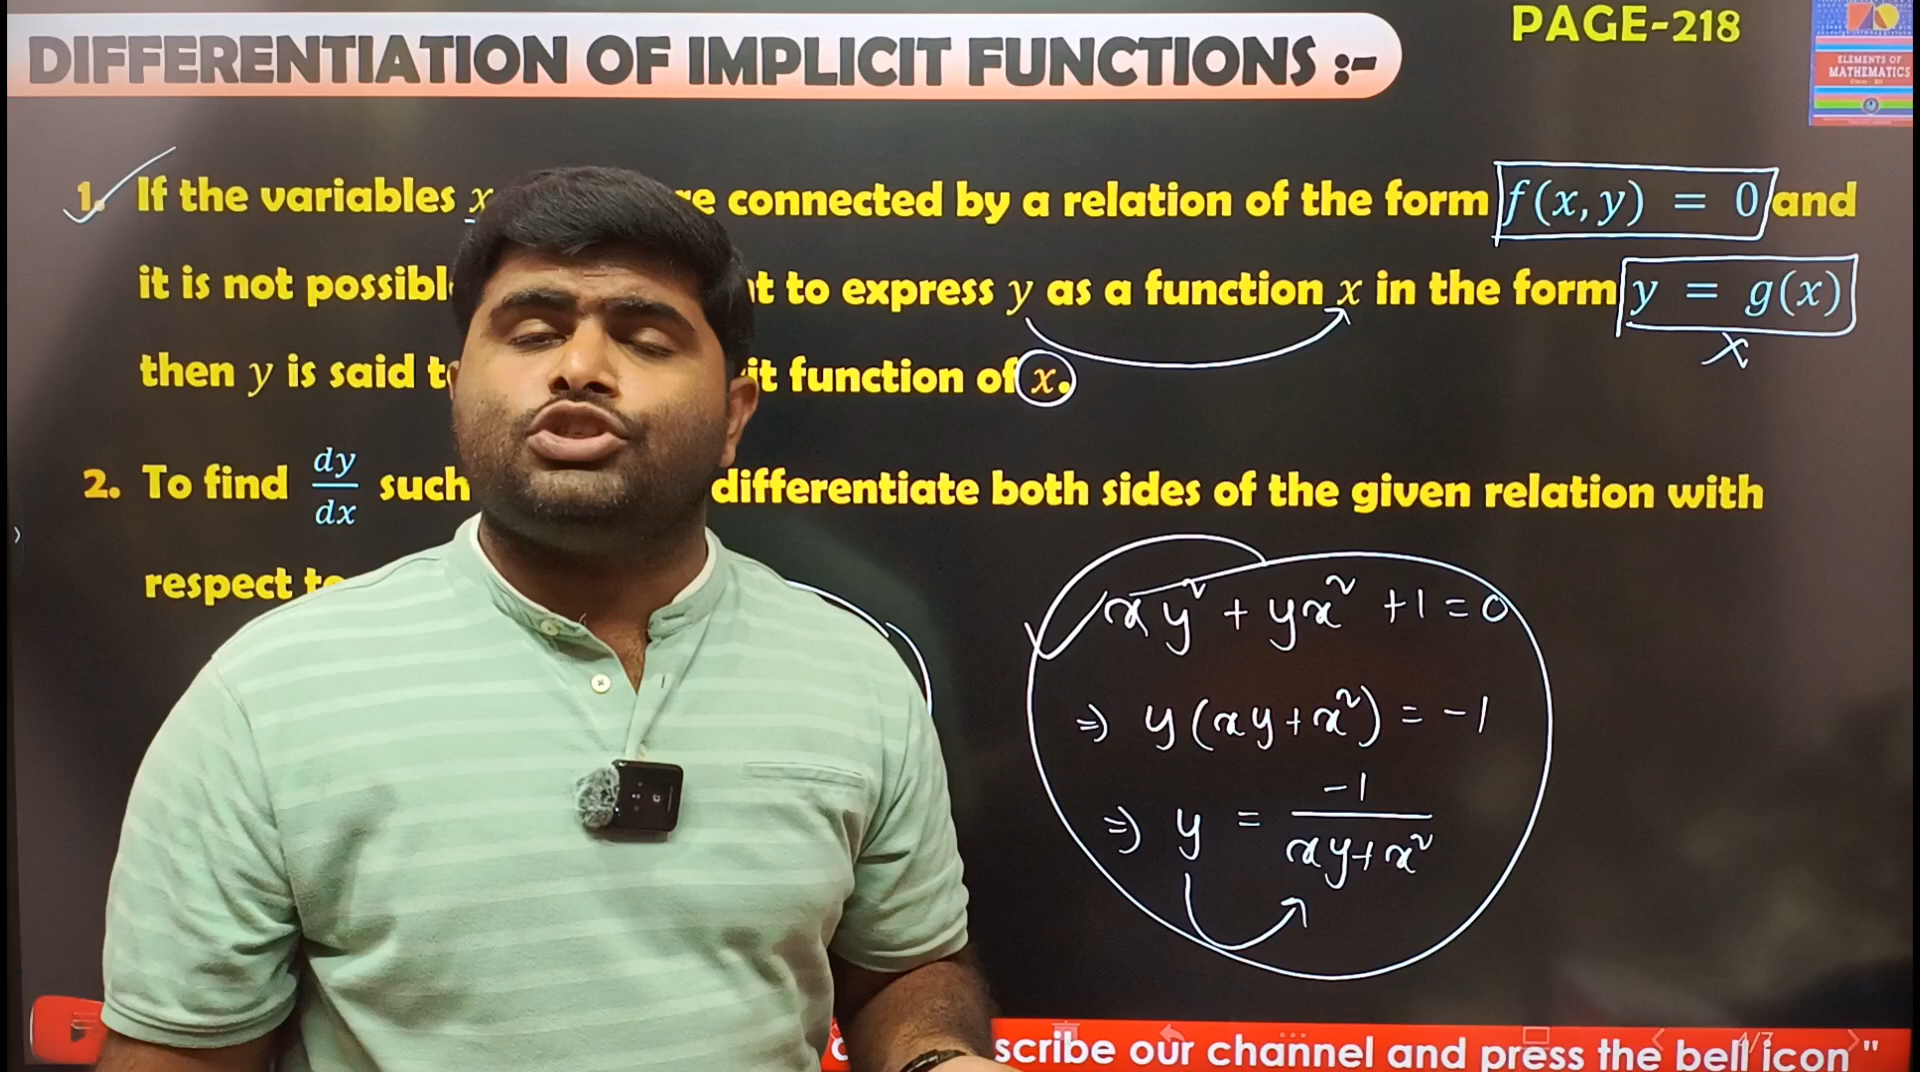 PAGE-218
DIFFERENTIATION OF IMPLICIT FUNCTIONS :-
ELEMENTS OF
MATHEMATICS
1. If the variables x connected by a relation of the form f(x, y) = 0 and
it is not to express y as a function x in the form y = g(x)
x
then y is said function of x.
2. To find dy/dx such differentiate both sides of the given relation with
respect
xy² + yx² + 1 = 0
⇒ y(xy + x²) = -1
⇒ y = -1/(xy + x²)
our channel and press the bell icon "
4/7